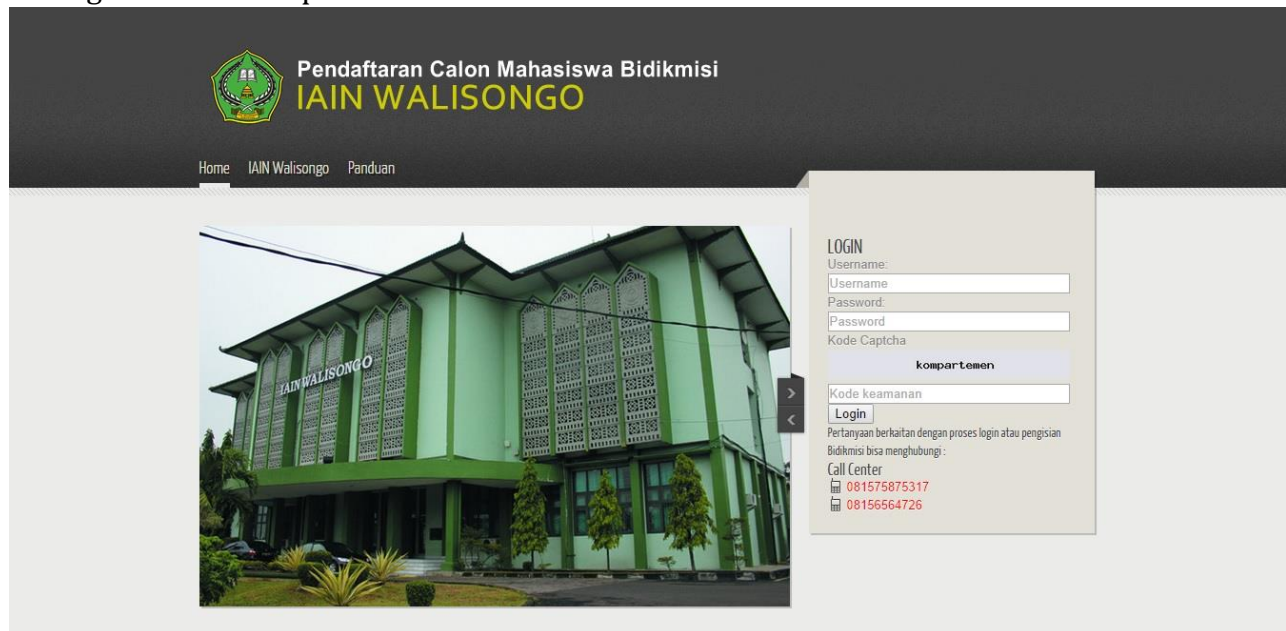 Pendaftaran Calon Mahasiswa Bidikmisi
IAIN WALISONGO
Home IAIN Walisongo Panduan
IAIN WALISONGO
LOGIN
Username:
Username
Password:
Password
Kode Captcha
kompartemen
Kode keamanan
Login
Pertanyaan berkaitan dengan proses login atau pengisian
Bidikmisi bisa menghubungi :
Call Center
081575875317
08156564726